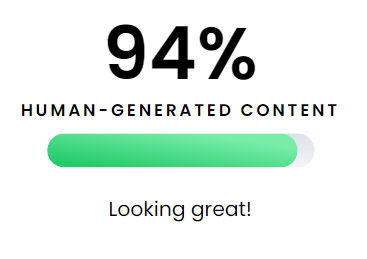 94%
HUMAN-GENERATED CONTENT
Looking great!